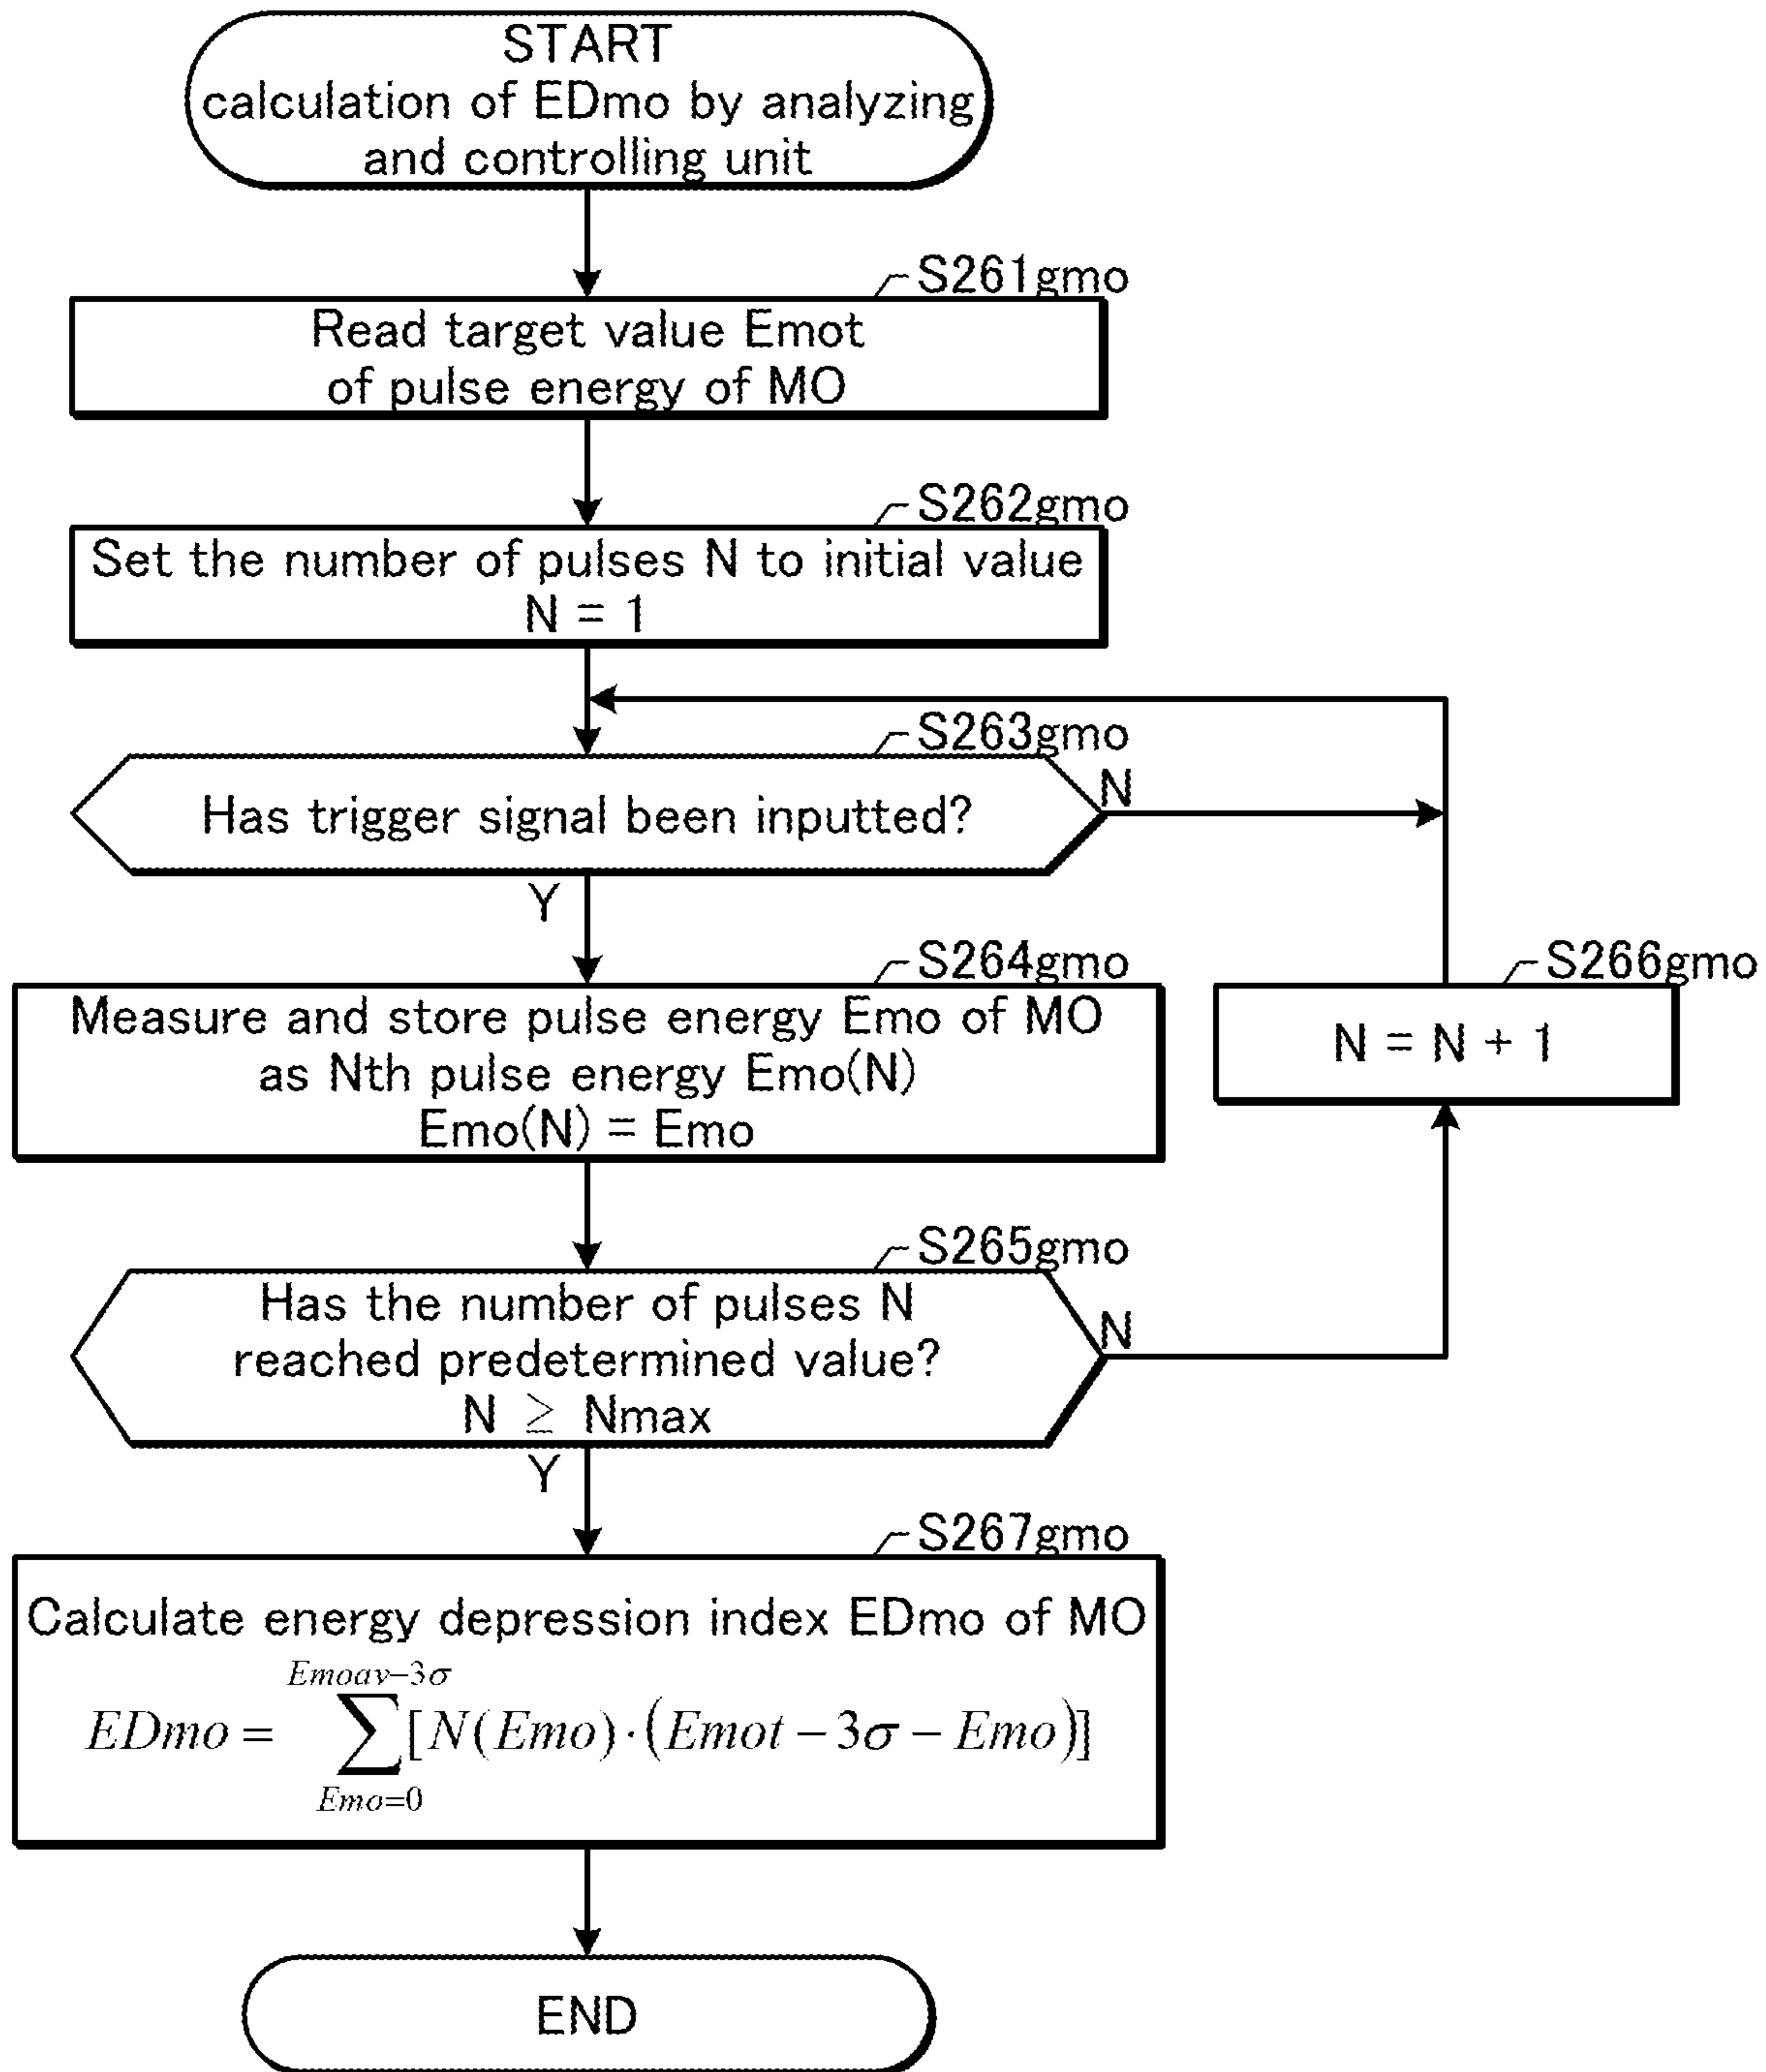 START
calculation of EDmo by analyzing
and controlling unit
S261gmo
Read target value Emot
of pulse energy of MO
S262gmo
Set the number of pulses N to initial value
N = 1
S263gmo
Has trigger signal been inputted?
N
Y
S264gmo
Measure and store pulse energy Emo of MO
as Nth pulse energy Emo(N)
Emo(N) = Emo
S266gmo
N = N + 1
S265gmo
Has the number of pulses N
reached predetermined value?
N ≧ Nmax
N
Y
S267gmo
Calculate energy depression index EDmo of MO
Emoav−3σ
EDmo = ∑[N(Emo)·(Emot−3σ−Emo)]
Emo=0
END